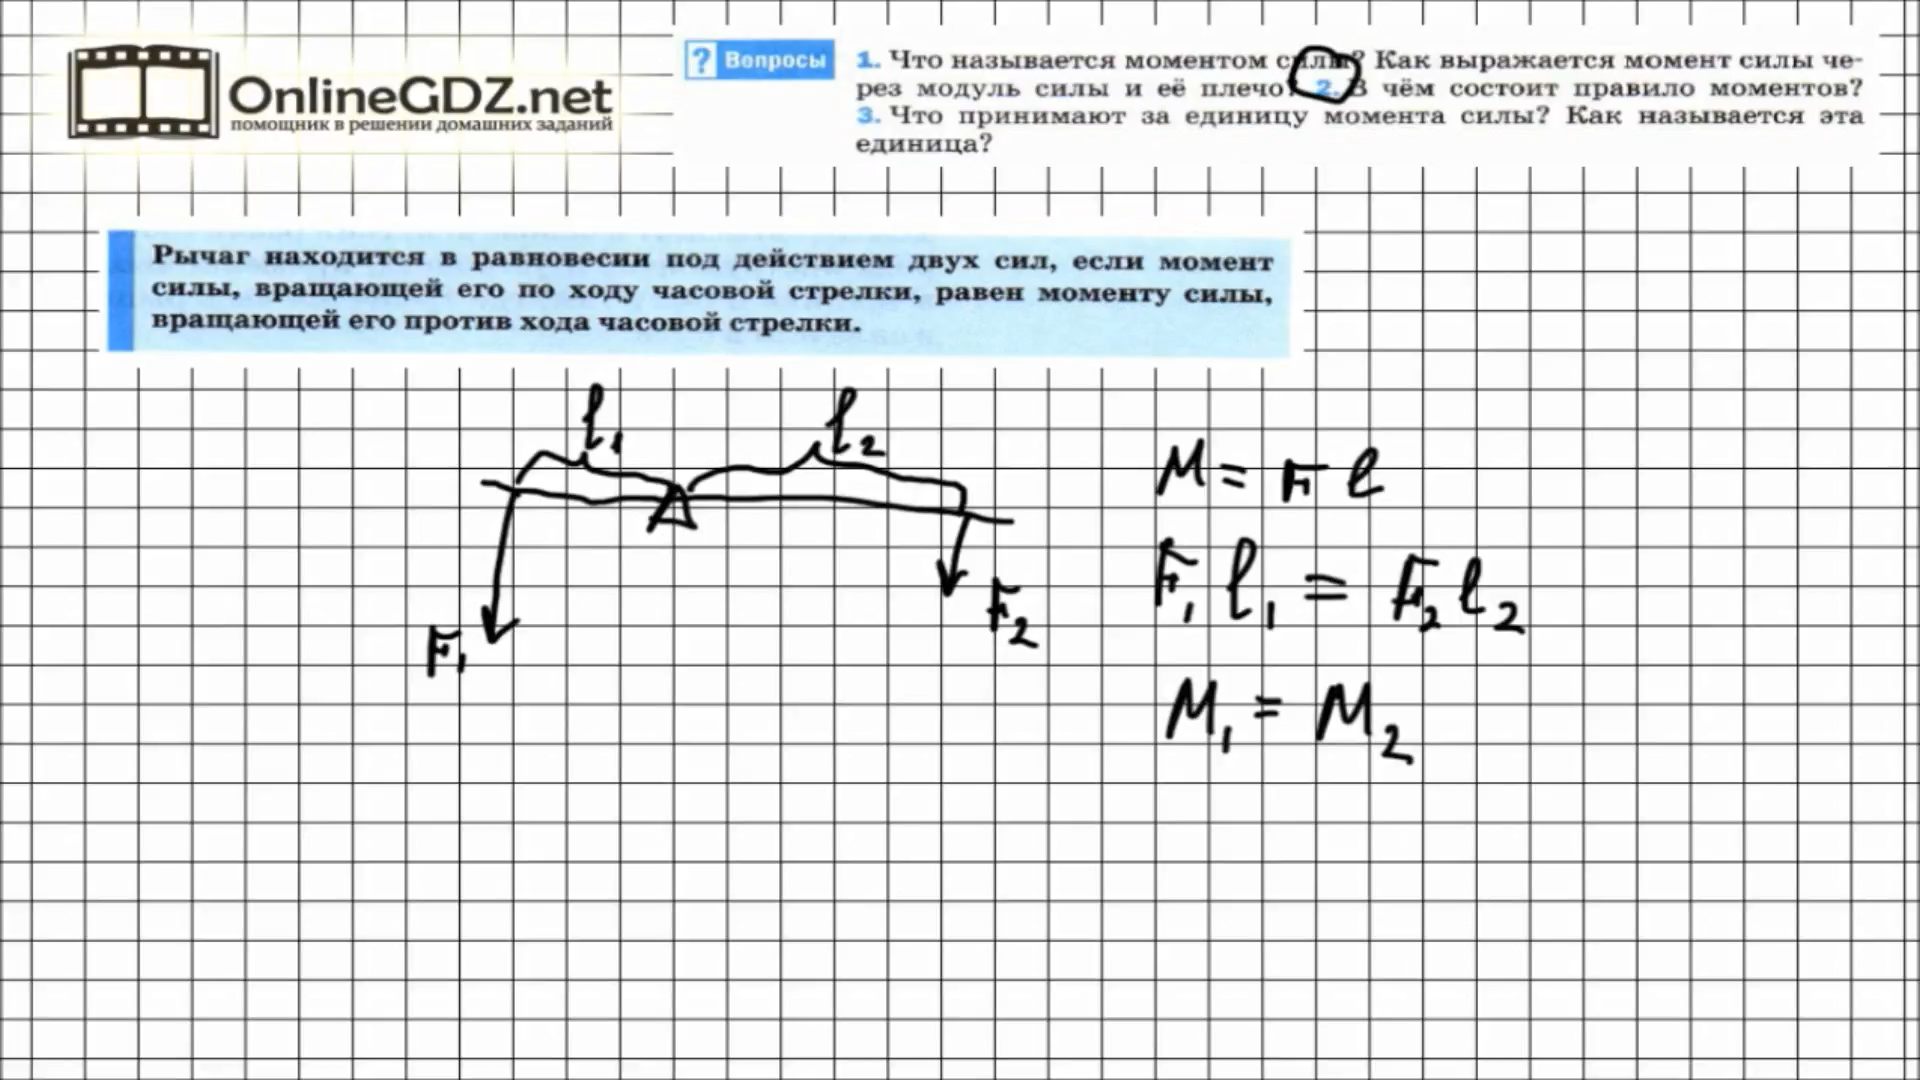 OnlineGDZ.net
помощник в решении домашних заданий
? Вопросы
1. Что называется моментом силы? Как выражается момент силы че-
рез модуль силы и её плечо? 2. В чём состоит правило моментов?
3. Что принимают за единицу момента силы? Как называется эта
единица?
Рычаг находится в равновесии под действием двух сил, если момент
силы, вращающей его по ходу часовой стрелки, равен моменту силы,
вращающей его против хода часовой стрелки.
l₁ l₂
M = F l
F₁ l₁ = F₂ l₂
F₁ F₂
M₁ = M₂